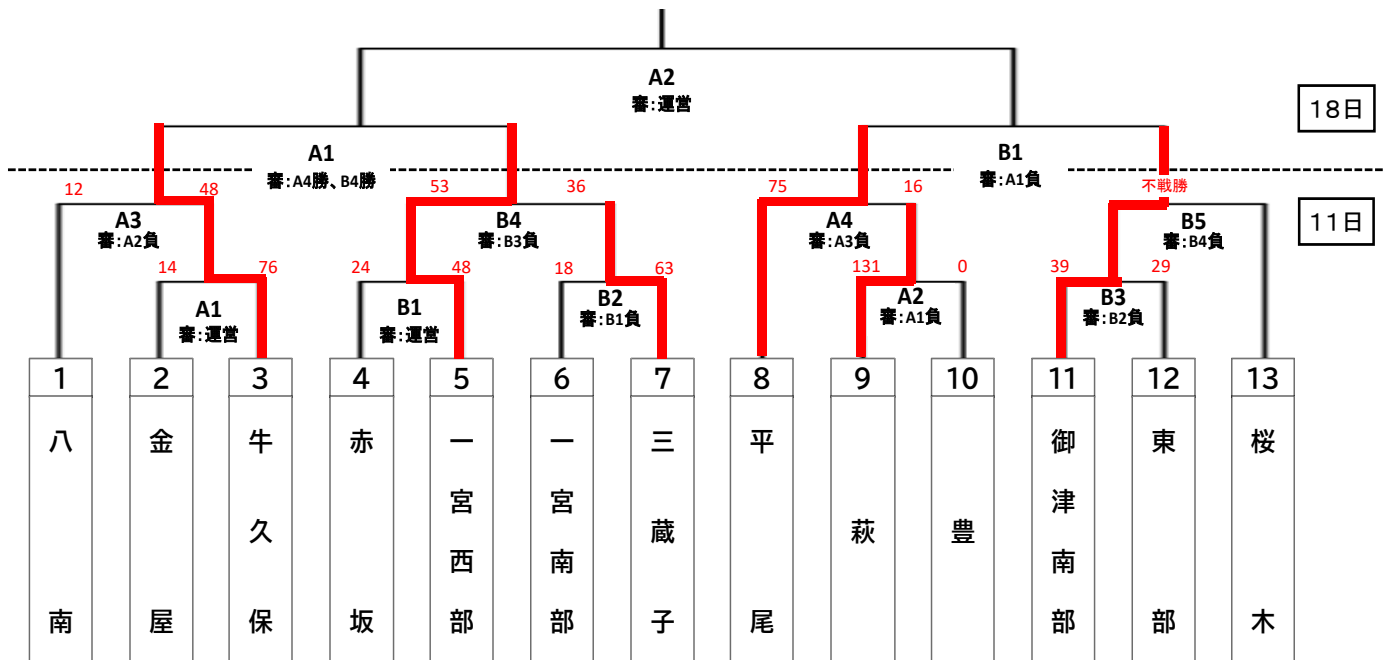 A2
審:運営
18日
A1
審:A4勝、B4勝
B1
審:A1負
12
48
53
36
75
16
不戦勝
A3
審:A2負
B4
審:B3負
A4
審:A3負
B5
審:B4負
11日
14
76
24
48
18
63
131
0
39
29
A1
審:運営
B1
審:運営
B2
審:B1負
A2
審:A1負
B3
審:B2負
1
2
3
4
5
6
7
8
9
10
11
12
13
八南
金屋
牛久保
赤坂
一宮西部
一宮南部
三蔵子
平尾
萩
豊
御津南部
東部
桜木